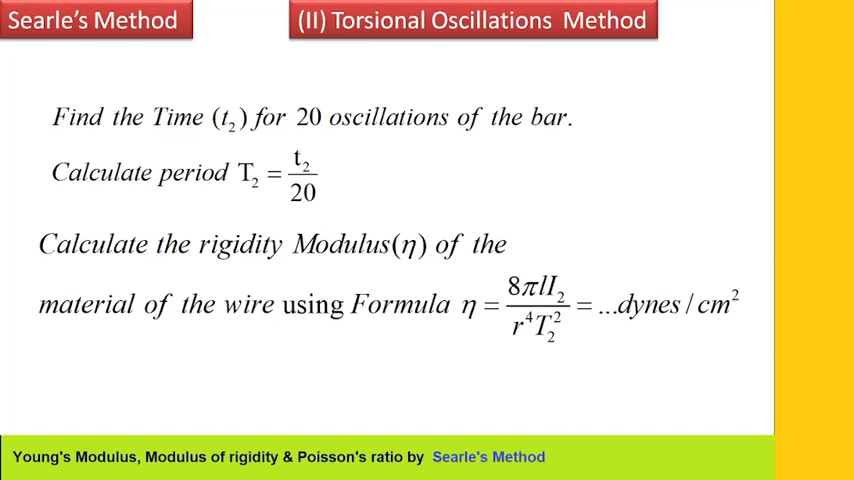 Searle's Method
(II) Torsional Oscillations Method
Find the Time (t₂) for 20 oscillations of the bar.
Calculate period T₂ = t₂/20
Calculate the rigidity Modulus(η) of the
material of the wire using Formula η = 8πlI₂/r⁴T₂² = ...dynes / cm²
Young's Modulus, Modulus of rigidity & Poisson's ratio by Searle's Method